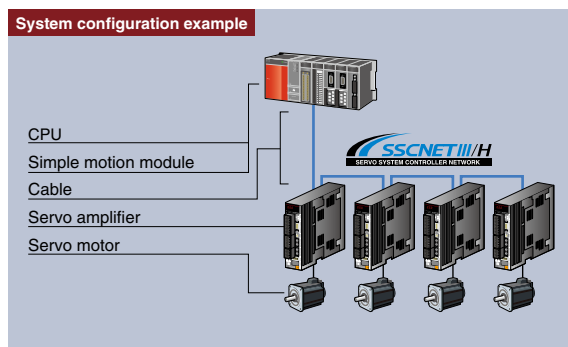 System configuration example
CPU
Simple motion module
Cable
Servo amplifier
Servo motor
SSCNETIII/H
SERVO SYSTEM CONTROLLER NETWORK